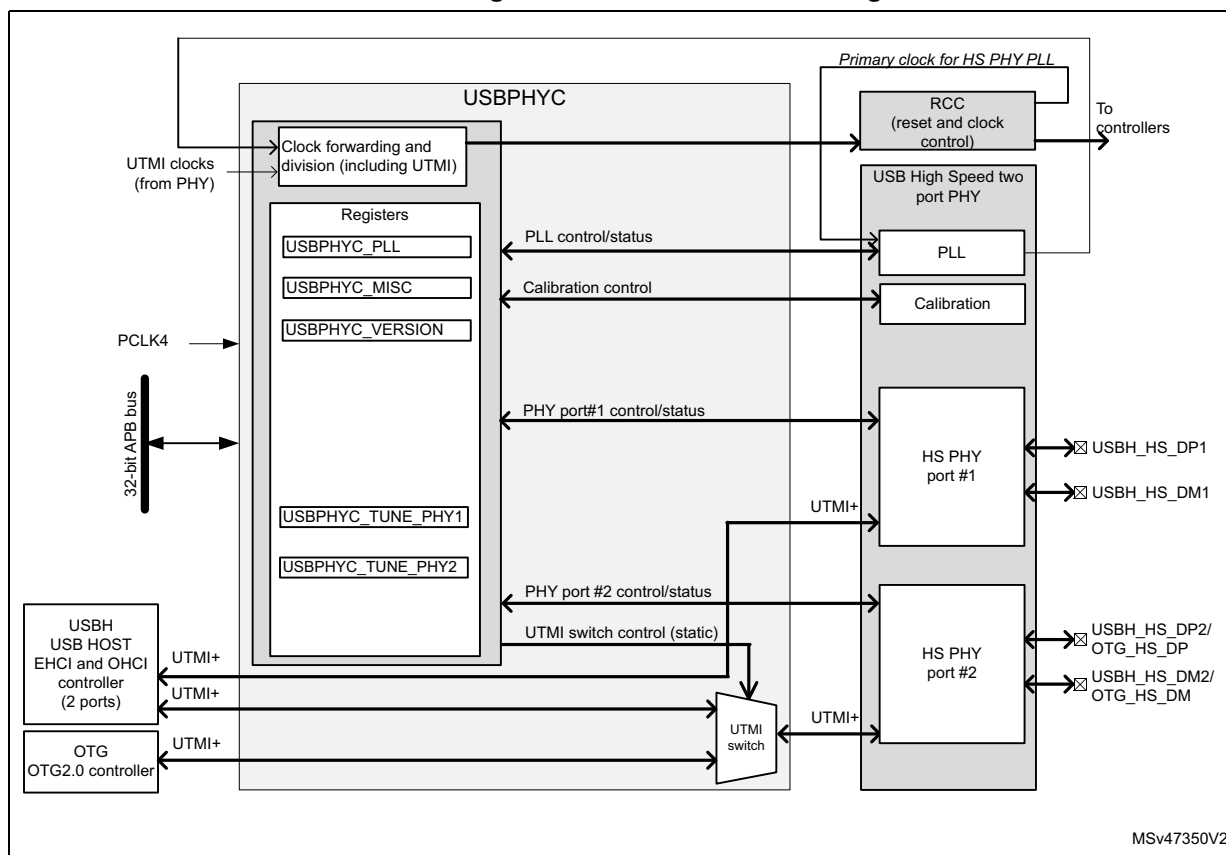 Primary clock for HS PHY PLL
USBPHYC
RCC
(reset and clock
control)
To
controllers
Clock forwarding and
division (including UTMI)
UTMI clocks
(from PHY)
USB High Speed two
port PHY
Registers
USBPHYC_PLL
PLL control/status
PLL
USBPHYC_MISC
Calibration control
Calibration
USBPHYC_VERSION
PCLK4
32-bit APB bus
PHY port#1 control/status
HS PHY
port #1
USBH_HS_DP1
USBH_HS_DM1
UTMI+
USBPHYC_TUNE_PHY1
USBPHYC_TUNE_PHY2
PHY port #2 control/status
UTMI switch control (static)
HS PHY
port #2
USBH_HS_DP2/
OTG_HS_DP
USBH_HS_DM2/
OTG_HS_DM
USBH
USB HOST
EHCI and OHCI
controller
(2 ports)
UTMI+
UTMI+
UTMI+
UTMI
switch
OTG
OTG2.0 controller
UTMI+
MSv47350V2